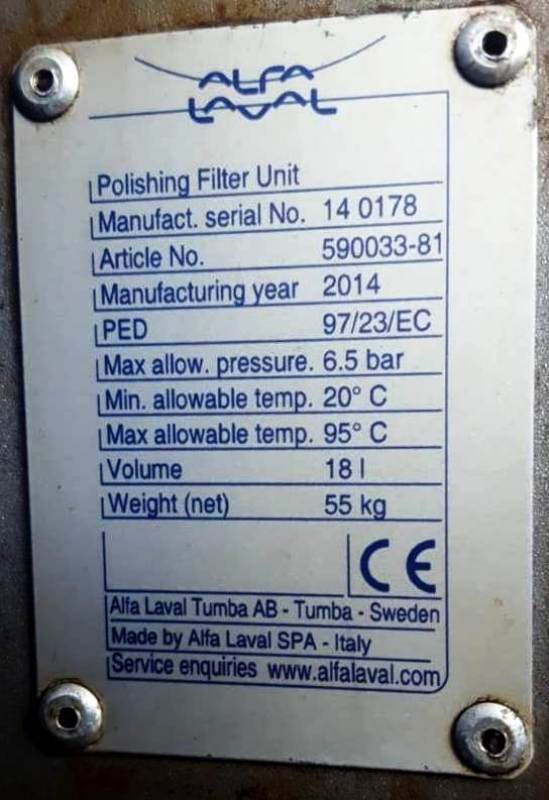 ALFA
LAVAL
Polishing Filter Unit
Manufact. serial No. 14 0178
Article No. 590033-81
Manufacturing year 2014
PED 97/23/EC
Max allow. pressure. 6.5 bar
Min. allowable temp. 20° C
Max allowable temp. 95° C
Volume 18 l
Weight (net) 55 kg
CE
Alfa Laval Tumba AB - Tumba - Sweden
Made by Alfa Laval SPA - Italy
Service enquiries www.alfalaval.com